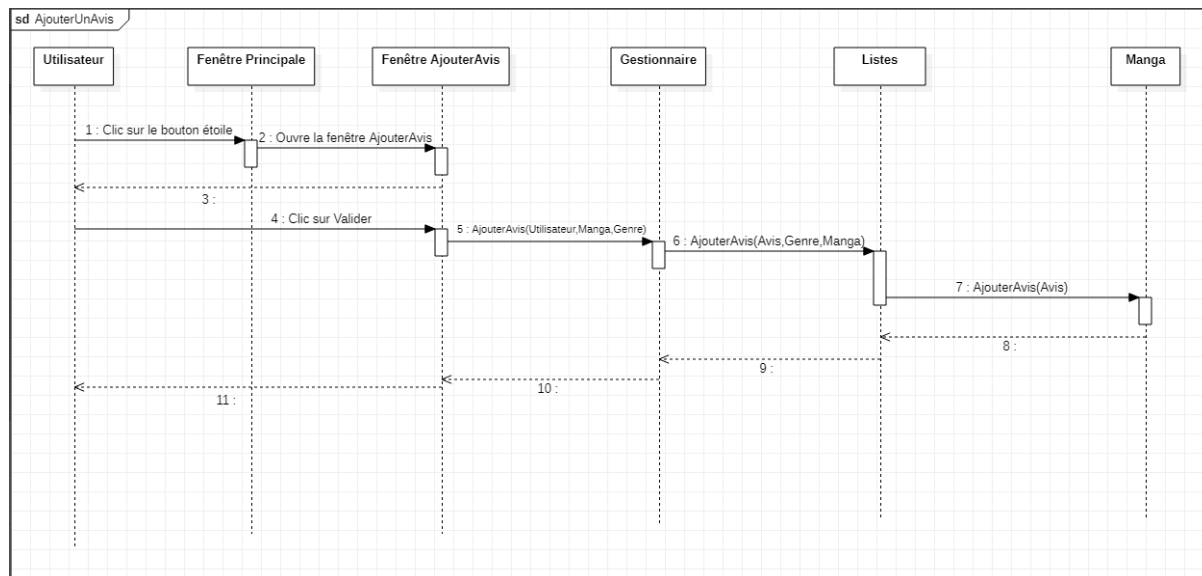 sd AjouterUnAvis
Utilisateur
Fenêtre Principale
Fenêtre AjouterAvis
Gestionnaire
Listes
Manga
1 : Clic sur le bouton étoile
2 : Ouvre la fenêtre AjouterAvis
3 :
4 : Clic sur Valider
5 : AjouterAvis(Utilisateur,Manga,Genre)
6 : AjouterAvis(Avis,Genre,Manga)
7 : AjouterAvis(Avis)
8 :
9 :
10 :
11 :